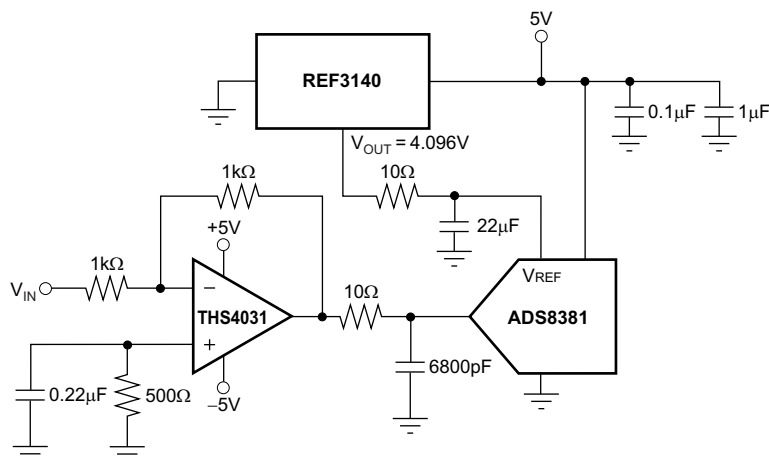 5V
REF3140
0.1μF
1μF
V_OUT = 4.096V
1kΩ
10Ω
+5V
22μF
1kΩ
V_IN
−
THS4031
+
10Ω
V_REF
ADS8381
6800pF
0.22μF
500Ω
−5V